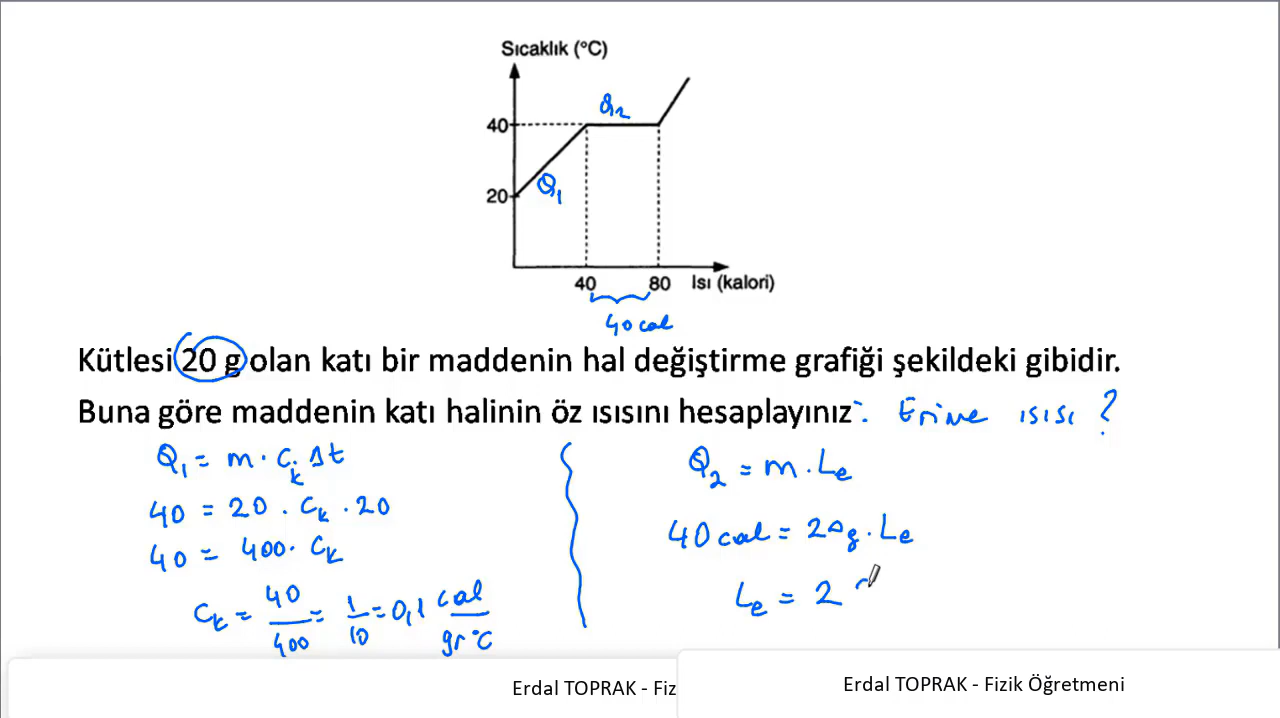 Sıcaklık (°C)
Q₂
40
Q₁
20
40 80 Isı (kalori)
40 cal
Kütlesi 20 g olan katı bir maddenin hal değiştirme grafiği şekildeki gibidir.
Buna göre maddenin katı halinin öz ısısını hesaplayınız. Erime ısısı ?
Q₁ = m · Cₖ · Δt
40 = 20 · Cₖ · 20
40 = 400 · Cₖ
Cₖ = 40/400 = 1/10 = 0,1 cal/gr°C
Q₂ = m · Lₑ
40 cal = 20g · Lₑ
Lₑ = 2
Erdal TOPRAK - Fiz
Erdal TOPRAK - Fizik Öğretmeni